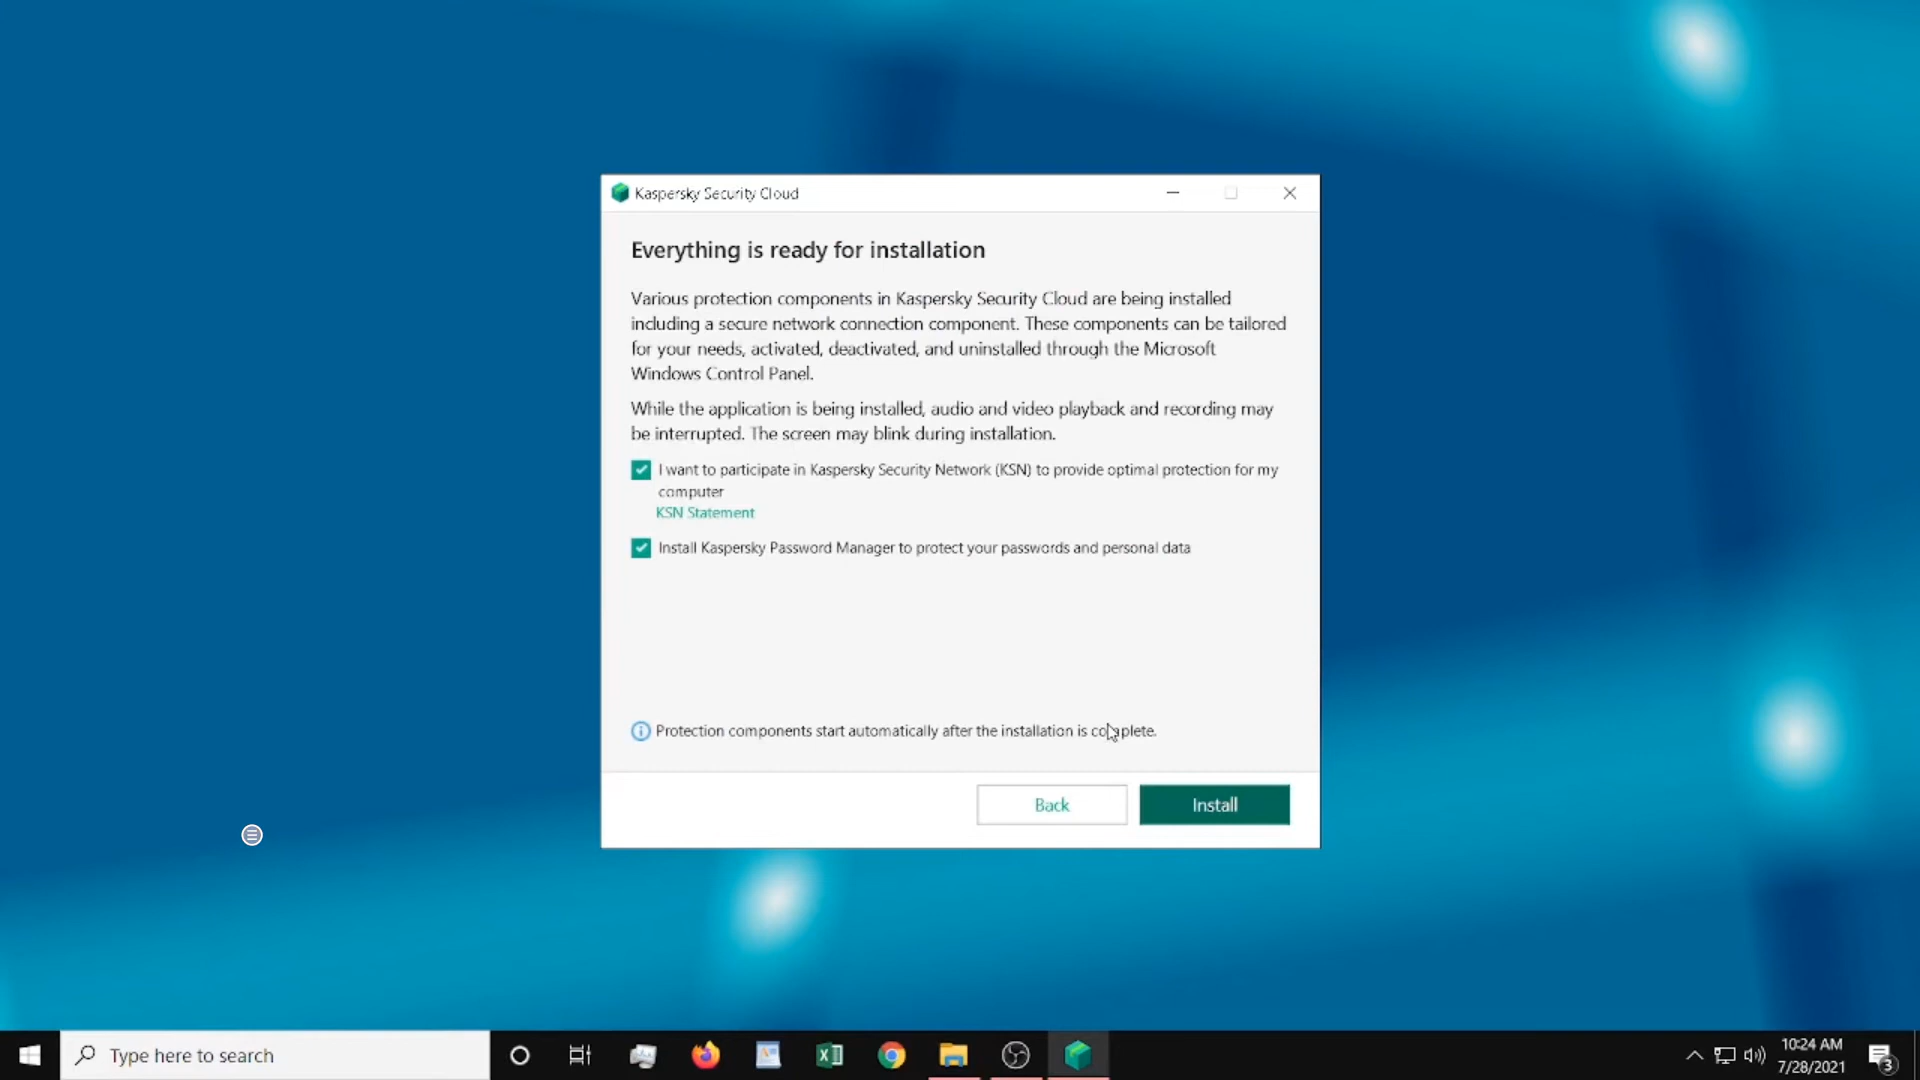 Kaspersky Security Cloud
Everything is ready for installation
Various protection components in Kaspersky Security Cloud are being installed
including a secure network connection component. These components can be tailored
for your needs, activated, deactivated, and uninstalled through the Microsoft
Windows Control Panel.
While the application is being installed, audio and video playback and recording may
be interrupted. The screen may blink during installation.
I want to participate in Kaspersky Security Network (KSN) to provide optimal protection for my
computer
KSN Statement
Install Kaspersky Password Manager to protect your passwords and personal data
Protection components start automatically after the installation is complete.
Back
Install
Type here to search
10:24 AM
7/28/2021
3